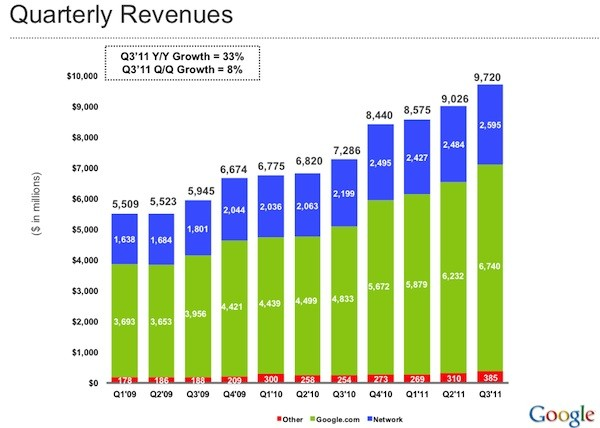 Quarterly Revenues
Q3'11 Y/Y Growth = 33%
Q3'11 Q/Q Growth = 8%
$10,000
$9,000
$8,000
$7,000
$6,000
$5,000
$4,000
$3,000
$2,000
$1,000
$0
($ in millions)
5,509 5,523 5,945 6,674 6,775 6,820 7,286 8,440 8,575 9,026 9,720
1,638 1,684 1,801 2,044 2,036 2,063 2,199 2,495 2,427 2,484 2,595
3,693 3,653 3,956 4,421 4,439 4,499 4,833 5,672 5,879 6,232 6,740
178 186 188 209 300 258 254 273 269 310 385
Q1'09 Q2'09 Q3'09 Q4'09 Q1'10 Q2'10 Q3'10 Q4'10 Q1'11 Q2'11 Q3'11
Other Google.com Network
Google